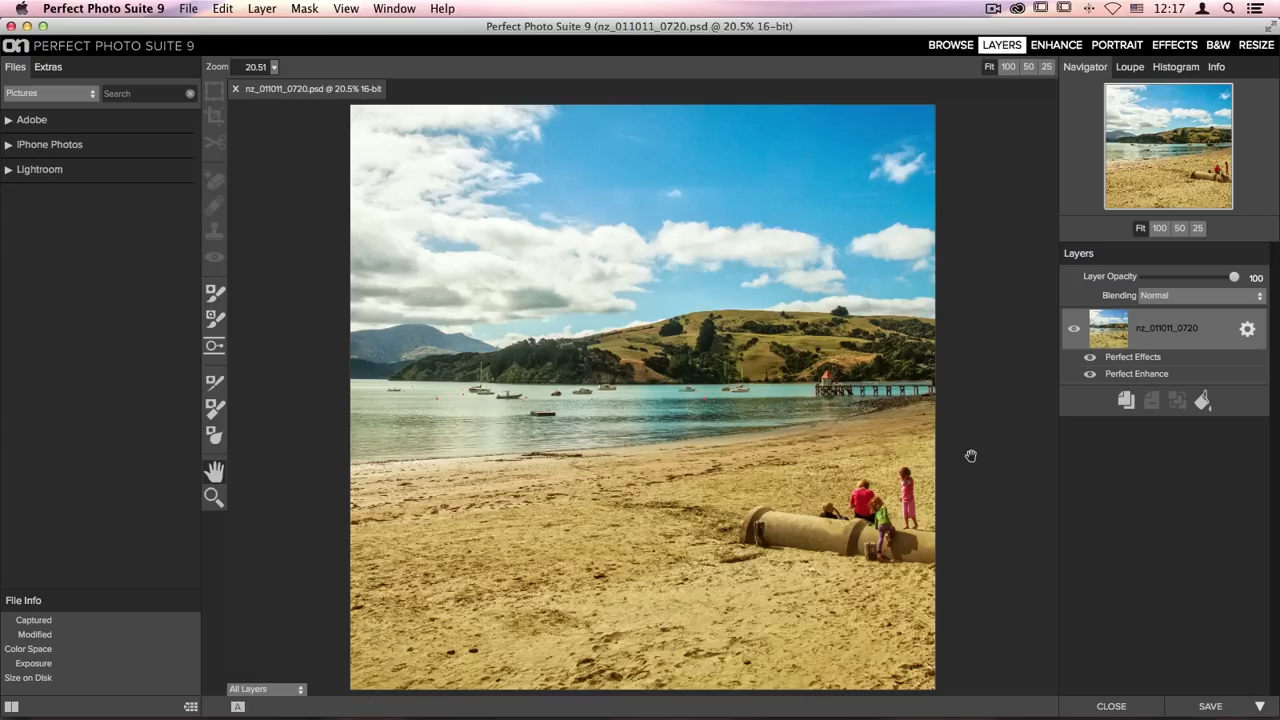 Perfect Photo Suite 9 File Edit Layer Mask View Window Help 12:17
Perfect Photo Suite 9 (nz_011011_0720.psd @ 20.5% 16-bit)
on PERFECT PHOTO SUITE 9 BROWSE LAYERS ENHANCE PORTRAIT EFFECTS B&W RESIZE
Files Extras Zoom 20.51 Fit 100 50 25 Navigator Loupe Histogram Info
Pictures Search X nz_011011_0720.psd @ 20.5% 16-bit
Adobe
IPhone Photos
Lightroom
Fit 100 50 25
Layers
Layer Opacity 100
Blending Normal
nz_011011_0720
Perfect Effects
Perfect Enhance
File Info
Captured
Modified
Color Space
Exposure
Size on Disk
All Layers
A CLOSE SAVE